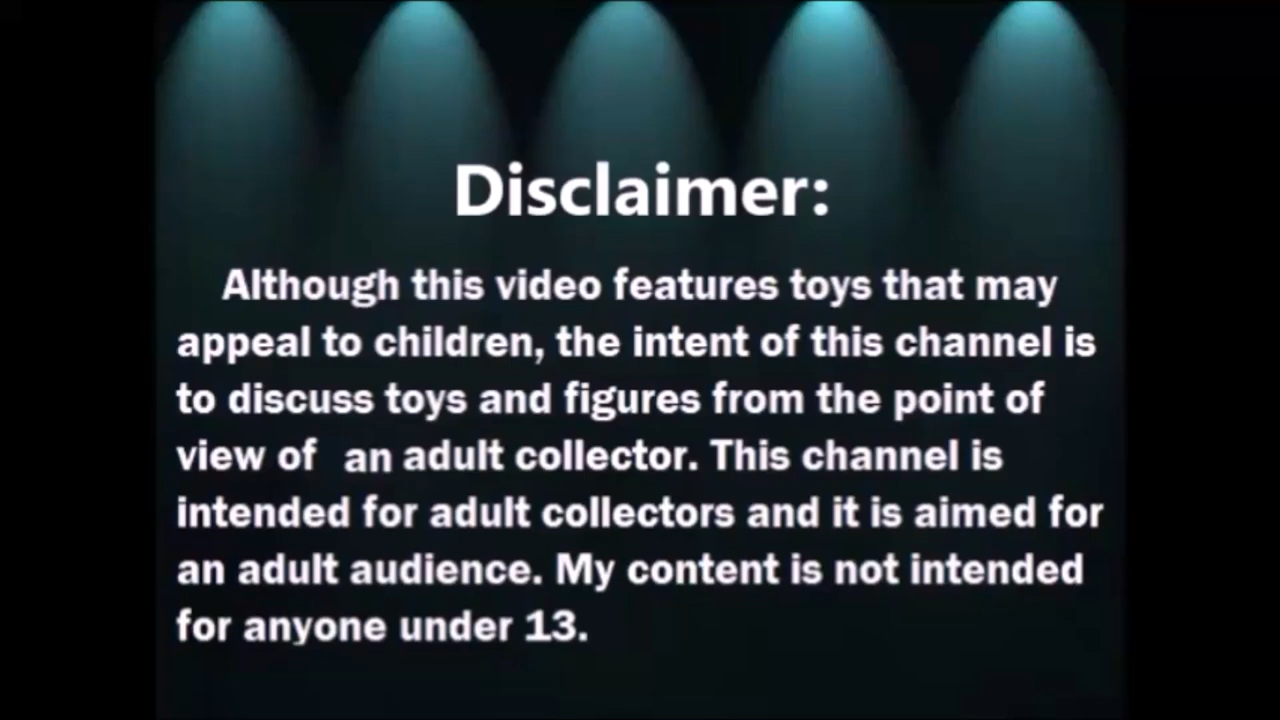 Disclaimer:
Although this video features toys that may
appeal to children, the intent of this channel is
to discuss toys and figures from the point of
view of an adult collector. This channel is
intended for adult collectors and it is aimed for
an adult audience. My content is not intended
for anyone under 13.